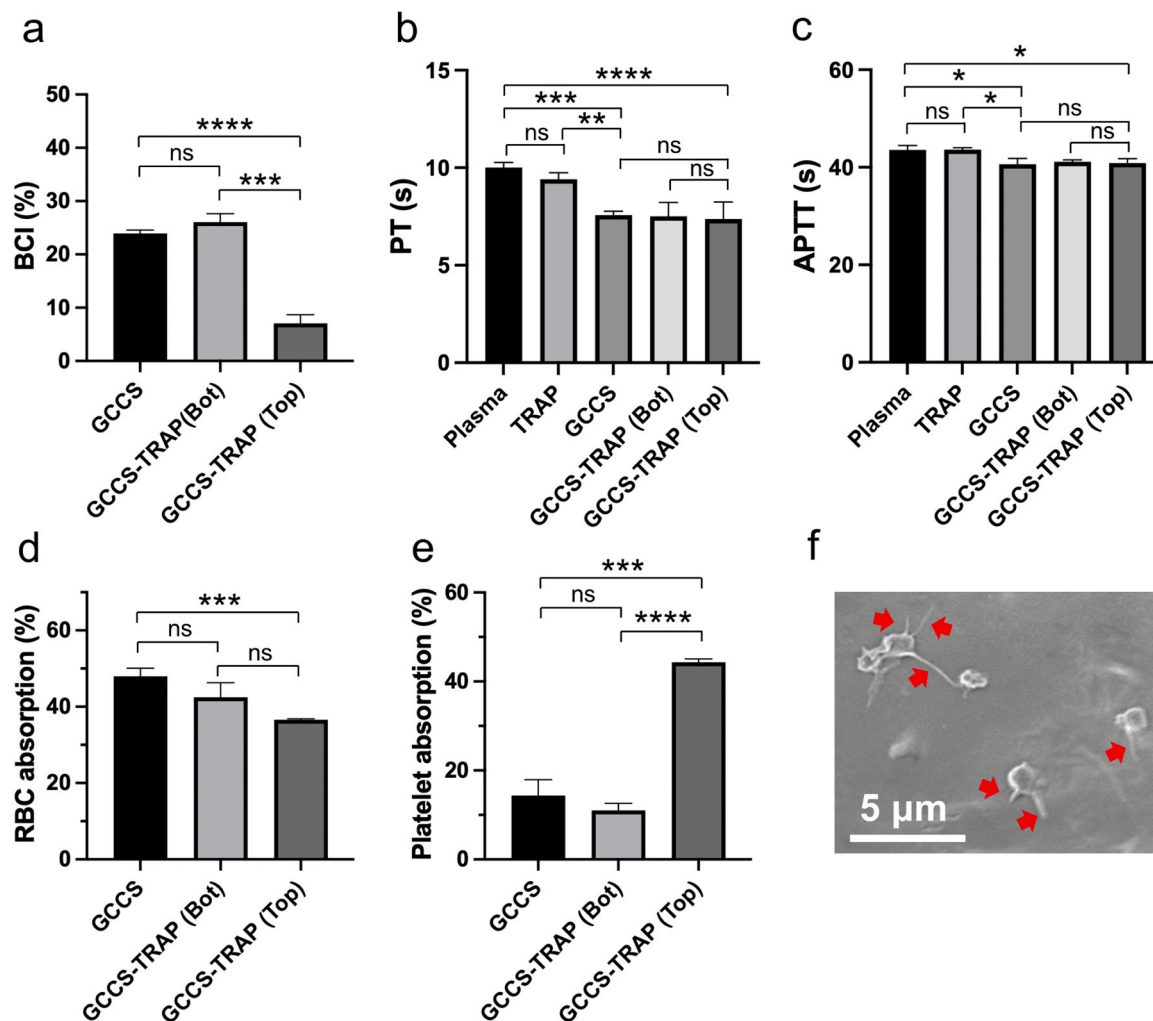 a
BCI (%)
50
40
30
20
10
0
****
ns
***
GCCS
GCCS-TRAP(Bot)
GCCS-TRAP (Top)
b
PT (s)
15
10
5
0
****
***
**
ns
ns
ns
Plasma
TRAP
GCCS
GCCS-TRAP (Bot)
GCCS-TRAP (Top)
c
APTT (s)
60
40
20
0
*
*
ns
*
ns
ns
Plasma
TRAP
GCCS
GCCS-TRAP (Bot)
GCCS-TRAP (Top)
d
RBC absorption (%)
60
40
20
0
***
ns
ns
GCCS
GCCS-TRAP (Bot)
GCCS-TRAP (Top)
e
Platelet absorption (%)
60
40
20
0
***
ns
****
GCCS
GCCS-TRAP (Bot)
GCCS-TRAP (Top)
f
5 μm